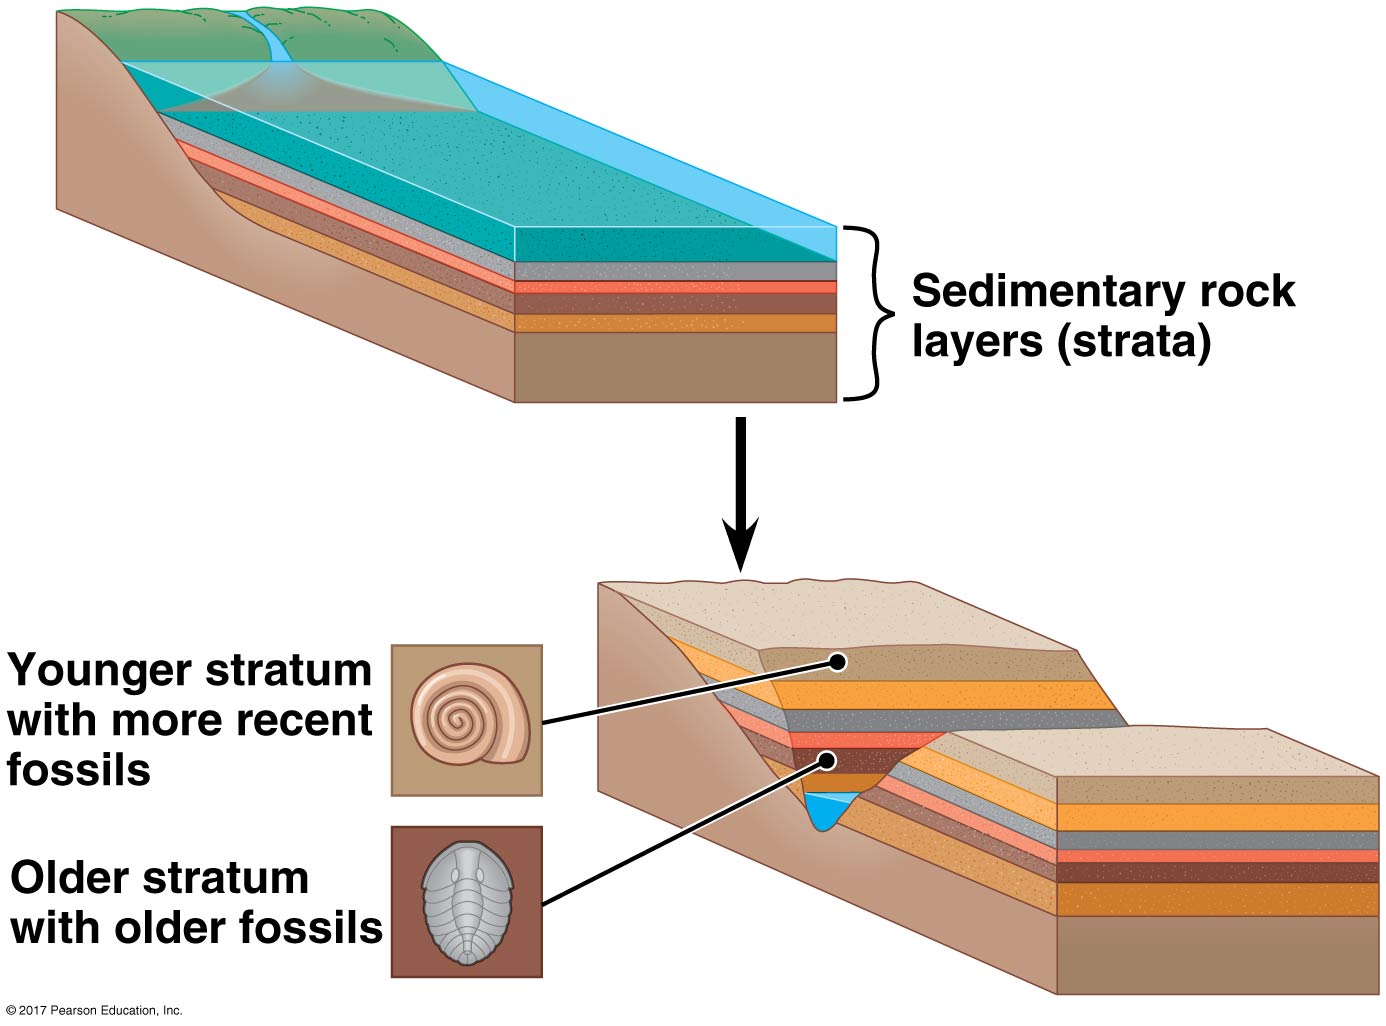 Sedimentary rock
layers (strata)
Younger stratum
with more recent
fossils
Older stratum
with older fossils
© 2017 Pearson Education, Inc.